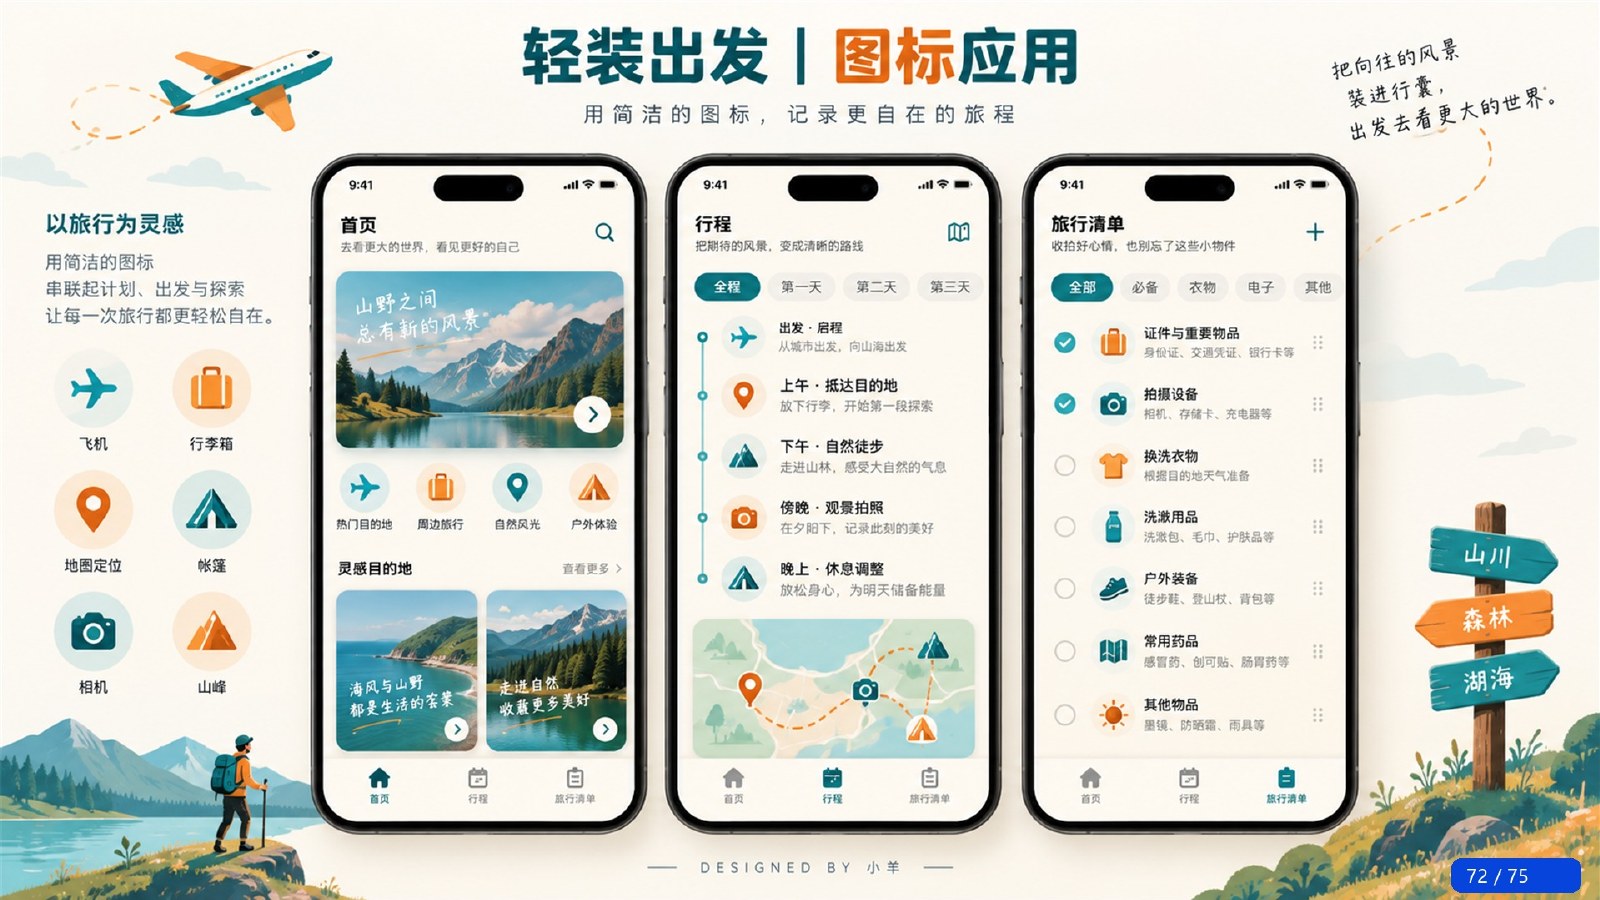 轻装出发 | 图标应用
用简洁的图标，记录更自在的旅程
把向往的风景
装进行囊，
出发去看更大的世界。
以旅行为灵感
用简洁的图标
串联起计划、出发与探索
让每一次旅行都更轻松自在。
飞机
行李箱
地图定位
帐篷
相机
山峰
9:41
首页
去看更大的世界，看见更好的自己
山野之间
总有新的风景
热门目的地
周边旅行
自然风光
户外体验
灵感目的地
查看更多 >
海风与山野
都是生活的答案
走进自然
收藏更多美好
首页
行程
旅行清单
9:41
行程
把期待的风景，变成清晰的路线
全程
第一天
第二天
第三天
出发 · 启程
从城市出发，向山海出发
上午 · 抵达目的地
放下行李，开始第一段探索
下午 · 自然徒步
走进山林，感受大自然的气息
傍晚 · 观景拍照
在夕阳下，记录此刻的美好
晚上 · 休息调整
放松身心，为明天储备能量
首页
行程
旅行清单
9:41
旅行清单
收拾好心情，也别忘了这些小物件
全部
必备
衣物
电子
其他
证件与重要物品
身份证、交通凭证、银行卡等
拍摄设备
相机、存储卡、充电器等
换洗衣物
根据目的地天气准备
洗漱用品
洗漱包、毛巾、护肤品等
户外装备
徒步鞋、登山杖、背包等
常用药品
感冒药、创可贴、肠胃药等
其他物品
墨镜、防晒霜、雨具等
首页
行程
旅行清单
山川
森林
湖海
DESIGNED BY 小羊
72 / 75